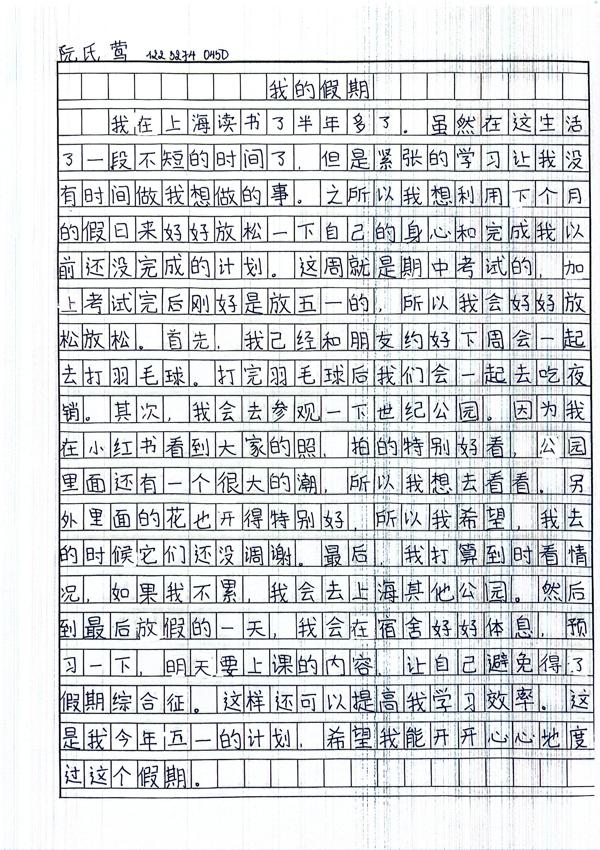 阮氏莺 122 3274 0450
我的假期
我在上海读书了半年多了。虽然在这生活
了一段不短的时间了，但是紧张的学习让我没
有时间做我想做的事。之所以我想利用下个月
的假日来好好放松一下自己的身心和完成我以
前还没完成的计划。这周就是期中考试的，加
上考试完后刚好是放五一的，所以我会好好放
松放松。首先，我已经和朋友约好下周会一起
去打羽毛球。打完羽毛球后我们会一起去吃夜
销。其次，我会去参观一下世纪公园。因为我
在小红书看到大家的照，拍的特别好看，公园
里面还有一个很大的潮，所以我想去看看。另
外里面的花也开得特别好，所以我希望，我去
的时候它们还没调谢。最后，我打算到时看情
况，如果我不累，我会去上海其他公园。然后
到最后放假的一天，我会在宿舍好好体息，预
习一下，明天要上课的内容，让自己避免得了
假期综合征。这样还可以提高我学习效率。这
是我今年五一的计划，希望我能开开心心地度
过这个假期。